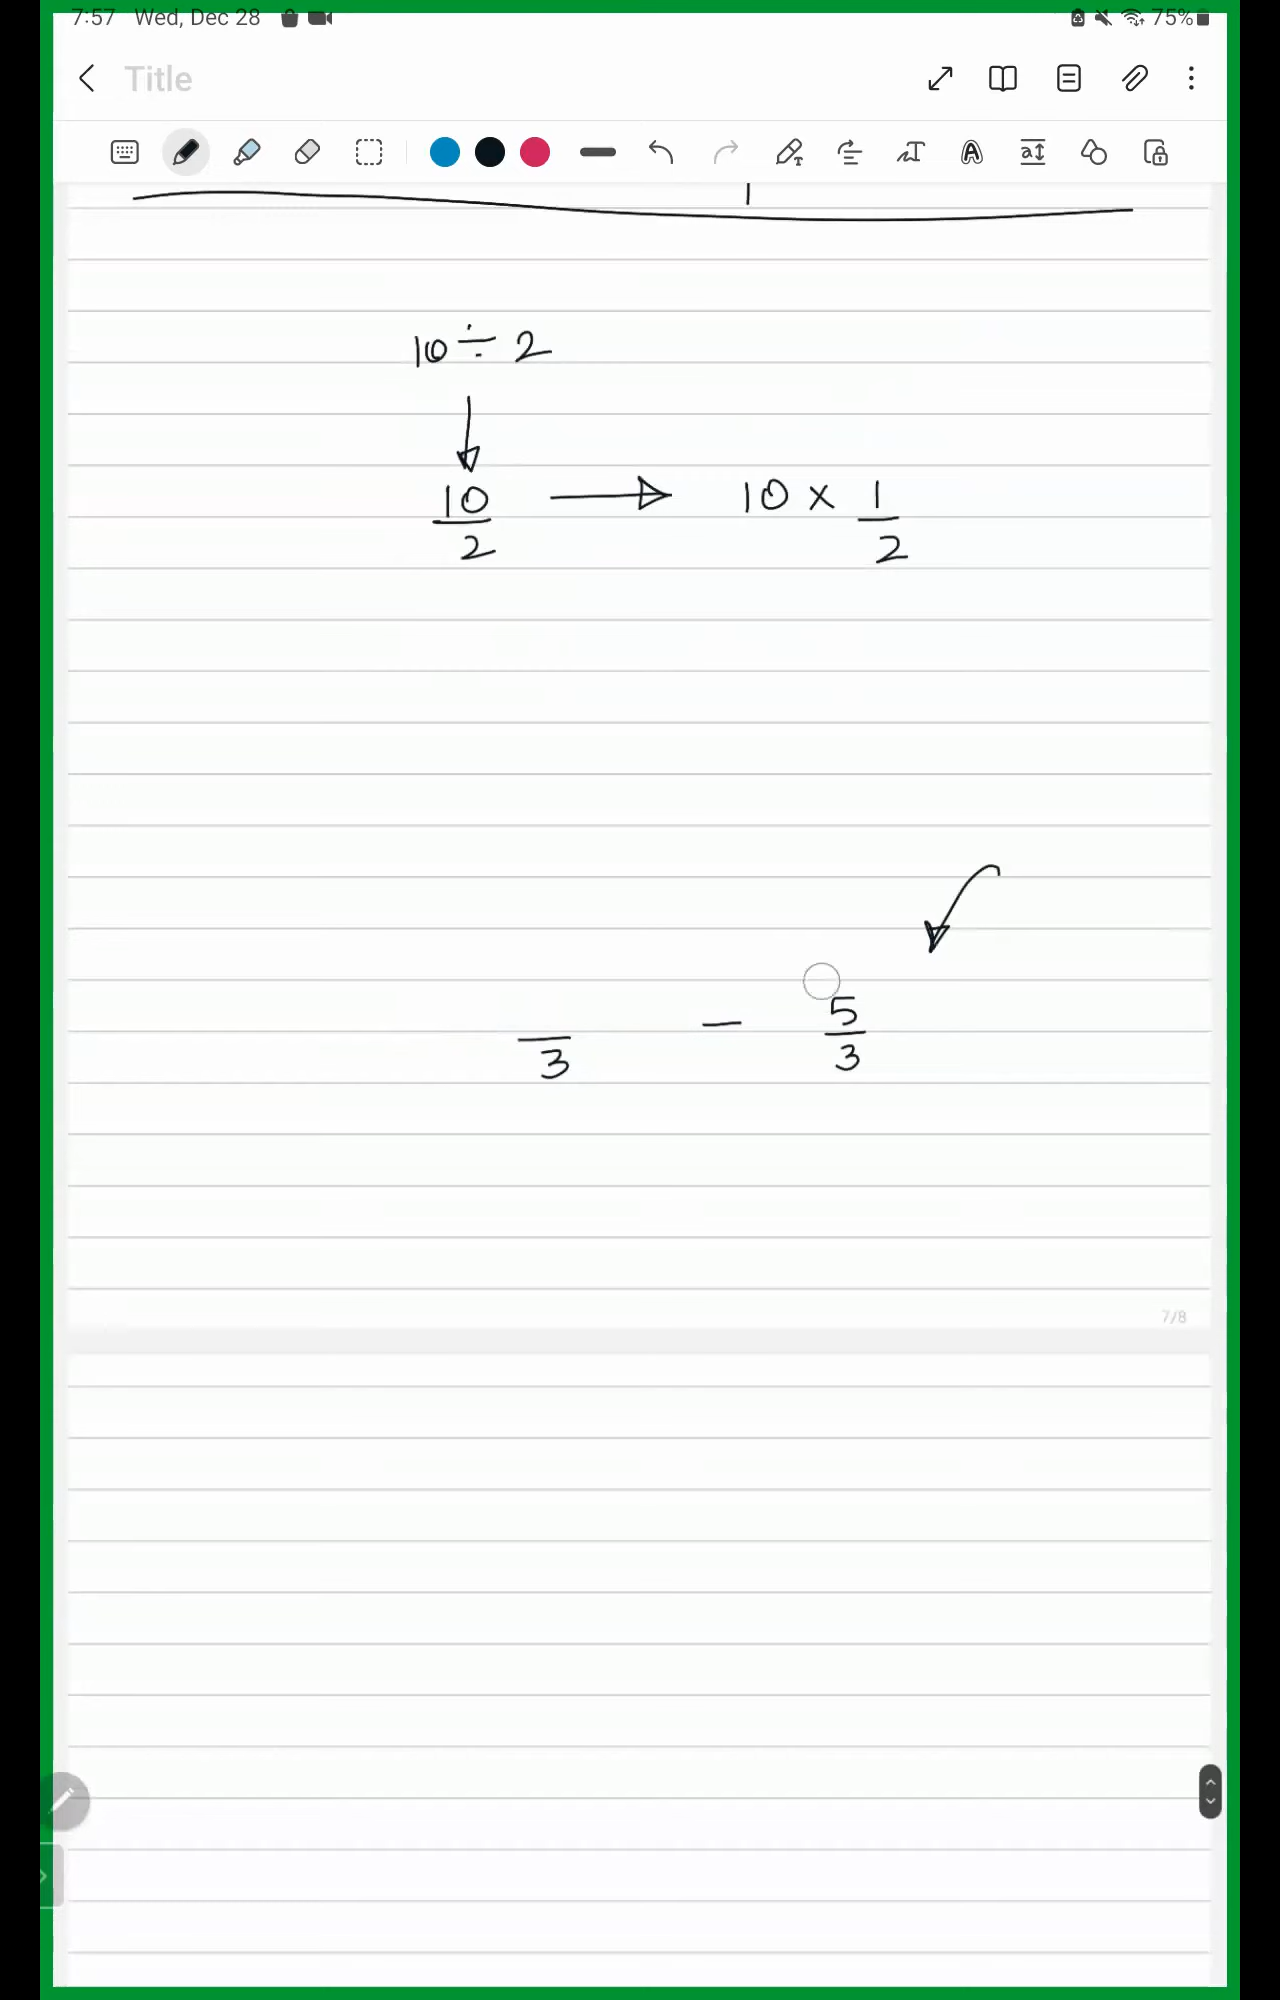 7:57 Wed, Dec 28 75%
Title
10 ÷ 2
10/2 → 10 × 1/2
/3 − 5/3
7/8